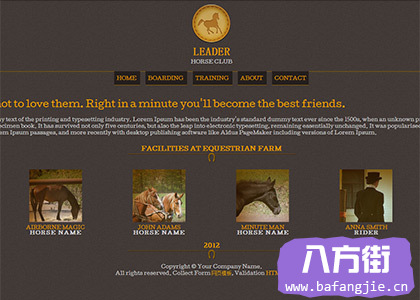 LEADER
HORSE CLUB
HOME BOARDING TRAINING ABOUT CONTACT
not to love them. Right in a minute you'll become the best friends.
my text of the printing and typesetting industry. Lorem Ipsum has been the industry's standard dummy text ever since the 1500s, when an unknown p
pecimen book. It has survived not only five centuries, but also the leap into electronic typesetting, remaining essentially unchanged. It was popularise
rem Ipsum passages, and more recently with desktop publishing software like Aldus PageMaker including versions of Lorem Ipsum.
FACILITIES AT EQUESTRIAN FARM
AIRBORNE MAGIC JOHN ADAMS MINUTE MAN ANNA SMITH
HORSE NAME HORSE NAME HORSE NAME RIDER
2012
Copyright © Your Company Name.
All rights reserved. Collect Form Validation HTM
八方街
www.bafangjie.cn